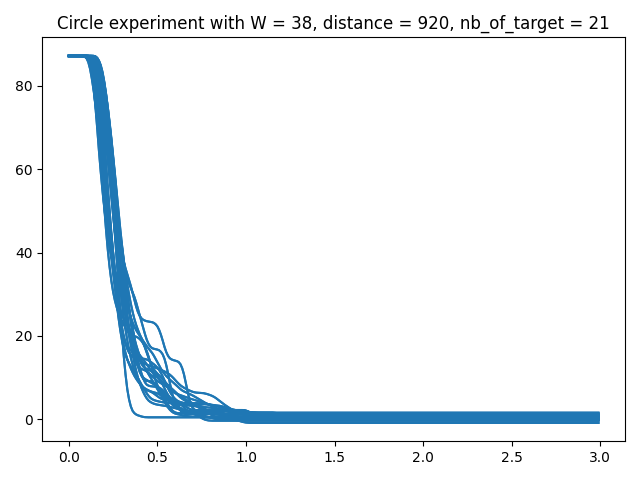 Circle experiment with W = 38, distance = 920, nb_of_target = 21
80
60
40
20
0
0.0 0.5 1.0 1.5 2.0 2.5 3.0